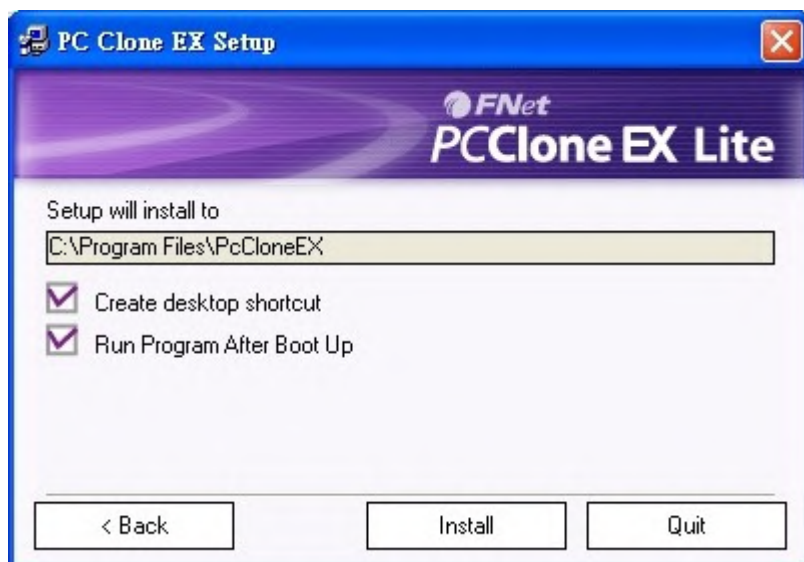 PC Clone EX Setup
FNet
PCClone EX Lite
Setup will install to
C:\Program Files\PcCloneEX
Create desktop shortcut
Run Program After Boot Up
< Back
Install
Quit